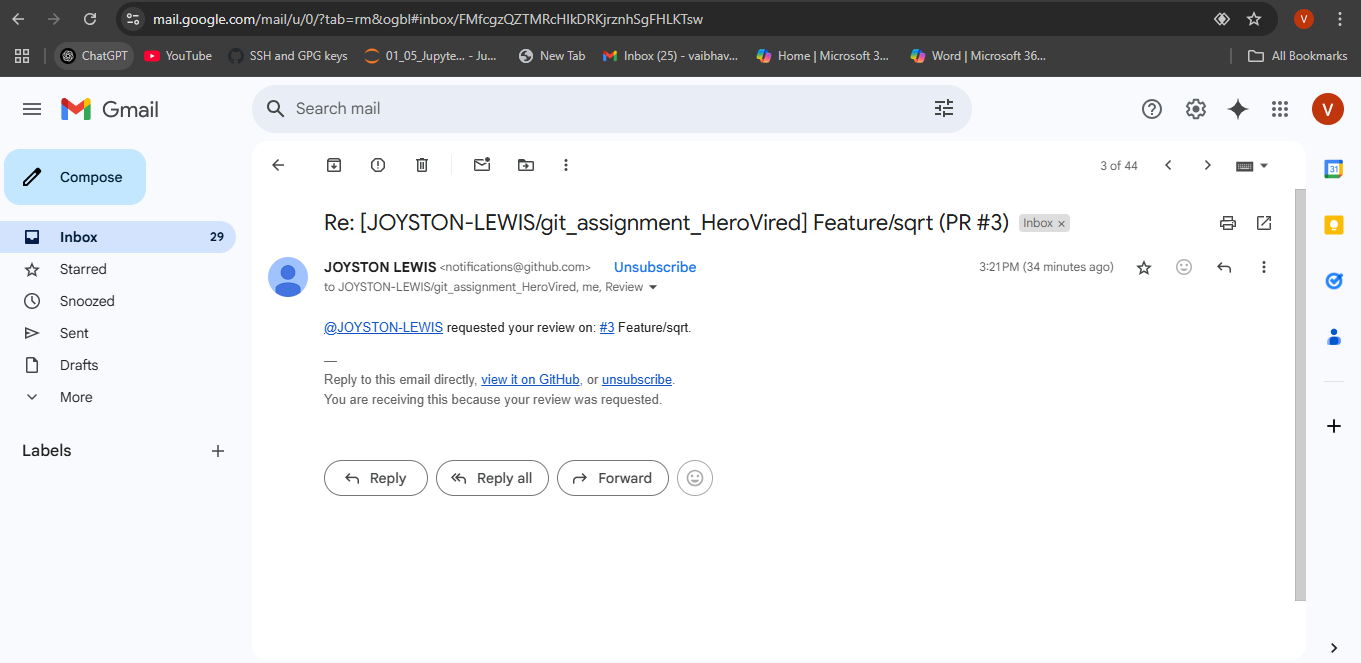 mail.google.com/mail/u/0/?tab=rm&ogbl#inbox/FMfcgzQZTMRcHIkDRKjrznhSgFHLKTsw
V
ChatGPT
YouTube
SSH and GPG keys
01_05_Jupyte... - Ju...
New Tab
Inbox (25) - vaibhav...
Home | Microsoft 3...
Word | Microsoft 36...
All Bookmarks
Gmail
Search mail
V
Compose
3 of 44
31
Inbox 29
Starred
Snoozed
Sent
Drafts
More
Labels
Re: [JOYSTON-LEWIS/git_assignment_HeroVired] Feature/sqrt (PR #3) Inbox x
JOYSTON LEWIS <notifications@github.com> Unsubscribe 3:21 PM (34 minutes ago)
to JOYSTON-LEWIS/git_assignment_HeroVired, me, Review
@JOYSTON-LEWIS requested your review on: #3 Feature/sqrt.
—
Reply to this email directly, view it on GitHub, or unsubscribe.
You are receiving this because your review was requested.
Reply
Reply all
Forward